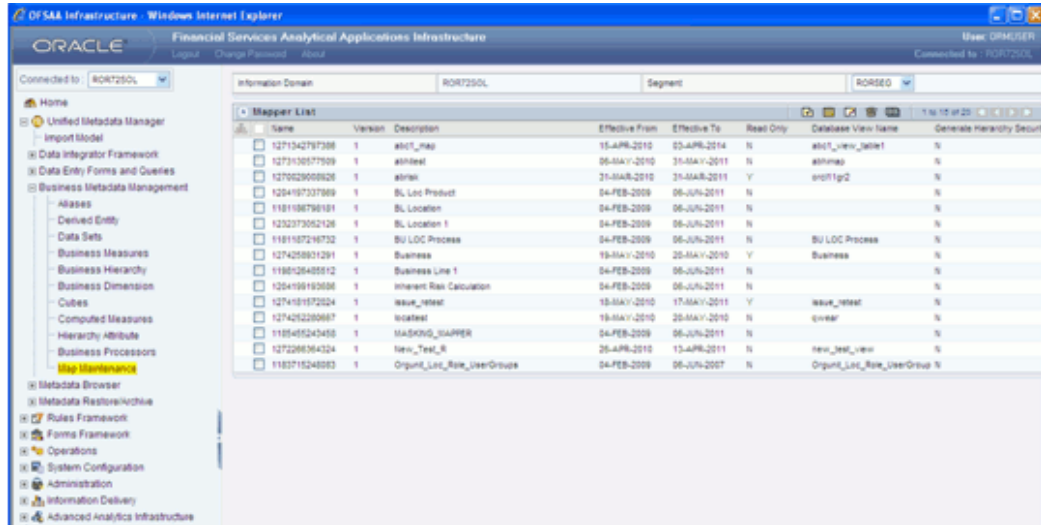 OFSAA Infrastructure - Windows Internet Explorer
ORACLE
Financial Services Analytical Applications Infrastructure
User: ORMUSER
Logout Change Password About
Connected to : ROR72SOL
Connected to : ROR72SOL
Information Domain ROR72SOL Segment RORSEG
Home
Unified Metadata Manager
Import Model
Data Integrator Framework
Data Entry Forms and Queries
Business Metadata Management
Aliases
Derived Entity
Data Sets
Business Measures
Business Hierarchy
Business Dimension
Cubes
Computed Measures
Hierarchy Attribute
Business Processors
Map Maintenance
Metadata Browser
Metadata Restore/Archive
Rules Framework
Forms Framework
Operations
System Configuration
Administration
Information Delivery
Advanced Analytics Infrastructure
Mapper List 1 to 15 of 23
Name Version Description Effective From Effective To Read Only Database View Name Generate Hierarchy Securi
1271342797386 1 abc1_map 15-APR-2010 03-APR-2014 N abc1_view_table1 N
1273130577509 1 abhitest 06-MAY-2010 31-MAY-2011 N abhimap N
1270029008926 1 abrisk 31-MAR-2010 31-MAR-2011 Y N
1204197337869 1 BL Loc Product 04-FEB-2009 06-JUN-2011 N N
1181186798181 1 BL Location 04-FEB-2009 06-JUN-2011 N N
1232373052126 1 BL Location 1 04-FEB-2009 06-JUN-2011 N N
1181187216732 1 BU LOC Process 04-FEB-2009 06-JUN-2011 N BU LOC Process N
1274258931291 1 Business 19-MAY-2010 20-MAY-2010 Y Business N
1198126405512 1 Business Line 1 04-FEB-2009 06-JUN-2011 N N
1204199193686 1 Inherent Risk Calculation 04-FEB-2009 06-JUN-2011 N N
1274181572024 1 issue_retest 18-MAY-2010 17-MAY-2011 Y issue_retest N
1274252280667 1 locatest 19-MAY-2010 20-MAY-2011 N qwear N
1185455243458 1 MASKING_MAPPER 04-FEB-2009 06-JUN-2011 N N
1272266364324 1 New_Test_R 26-APR-2010 13-APR-2011 N new_test_view N
1183715248083 1 Orgunit_Loc_Role_UserGroups 04-FEB-2009 06-JUN-2007 N Orgunit_Loc_Role_UserGroup N